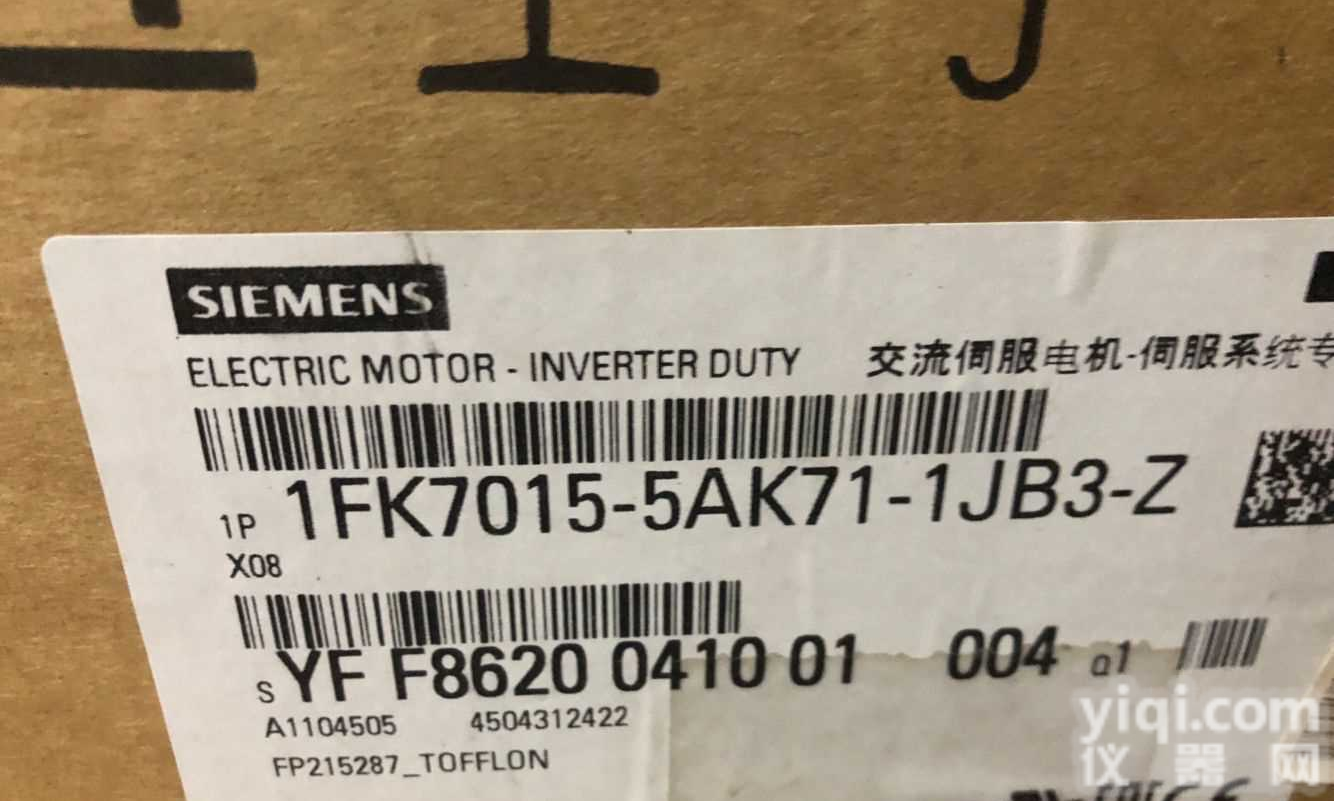 SIEMENS
ELECTRIC MOTOR - INVERTER DUTY 交流伺服电机-伺服系统专
1P 1FK7015-5AK71-1JB3-Z
X08
S YF F8620 0410 01 004 a1
A1104505 4504312422
FP215287_TOFFLON
yiqi.com
仪器网